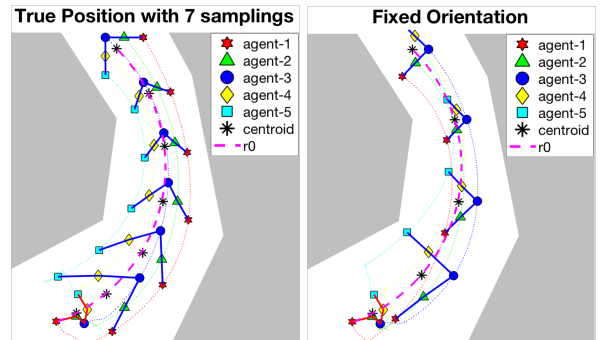 True Position with 7 samplings
agent-1
agent-2
agent-3
agent-4
agent-5
centroid
r0
Fixed Orientation
agent-1
agent-2
agent-3
agent-4
agent-5
centroid
r0